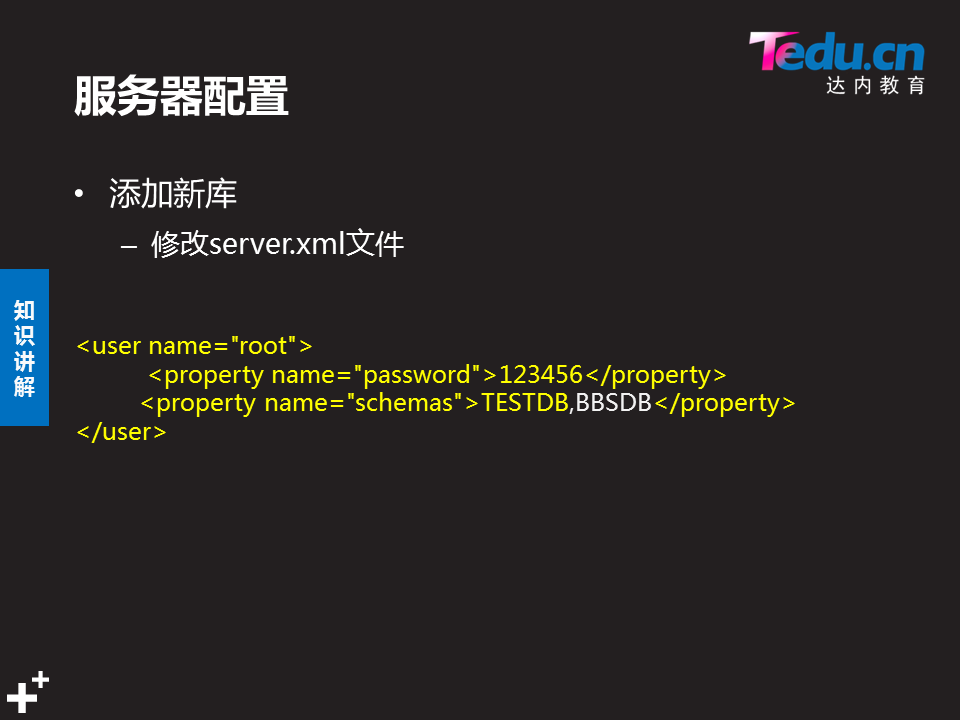 Tedu.cn
达内教育
服务器配置
• 添加新库
– 修改server.xml文件
知
识
讲
解
<user name="root">
<property name="password">123456</property>
<property name="schemas">TESTDB,BBSDB</property>
</user>